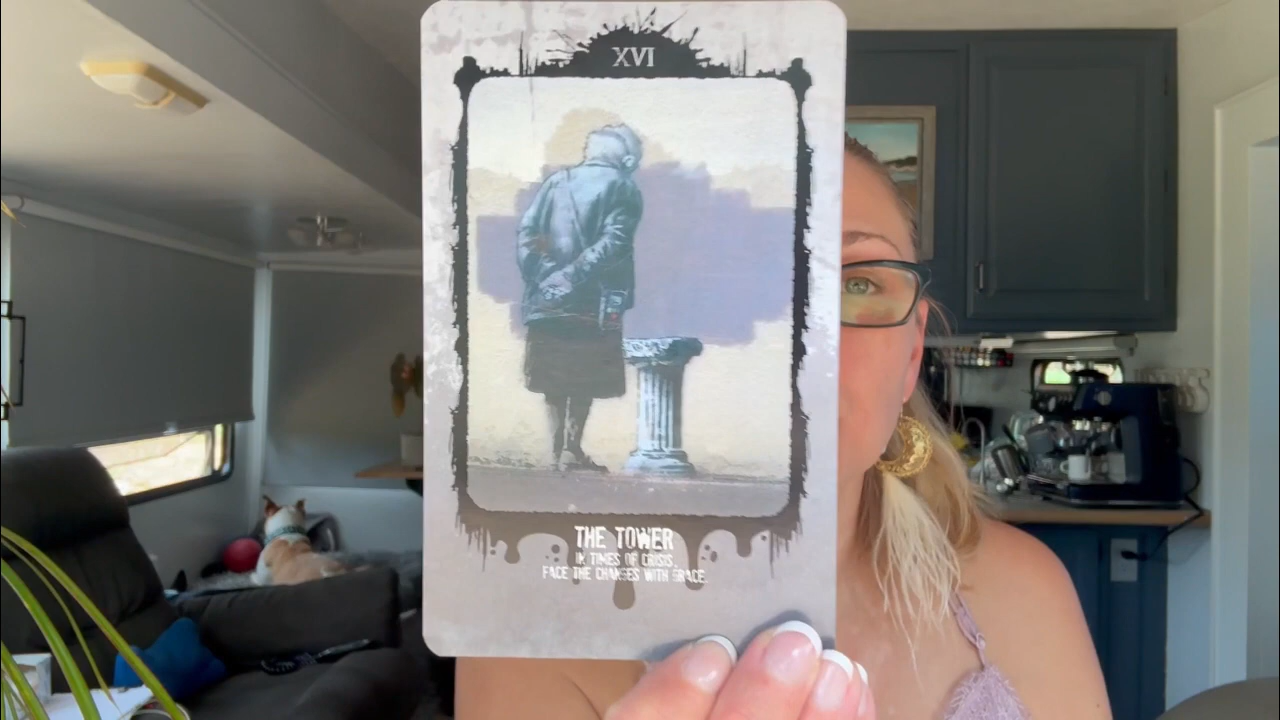 XVI
THE TOWER
IN TIMES OF CRISIS,
FACE THE CHANGES WITH GRACE.